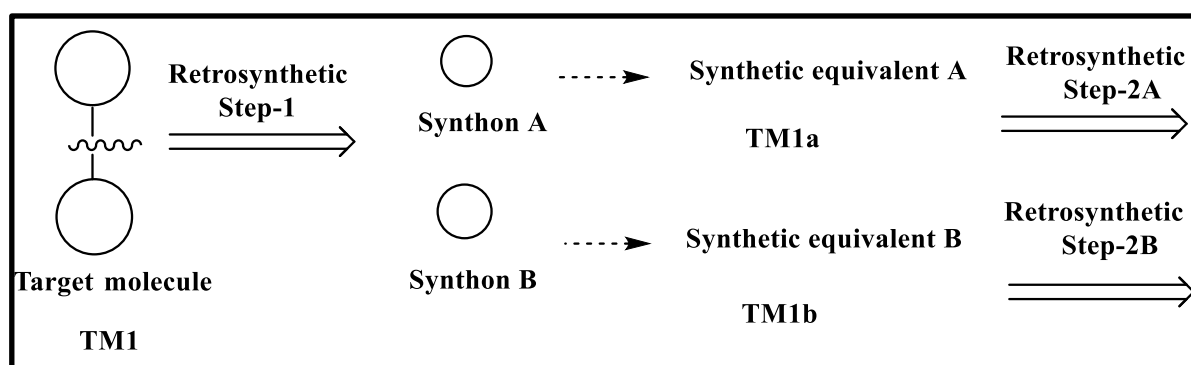 Retrosynthetic
Step-1
Synthon A
Synthetic equivalent A
TM1a
Retrosynthetic
Step-2A
Target molecule
TM1
Synthon B
Synthetic equivalent B
TM1b
Retrosynthetic
Step-2B